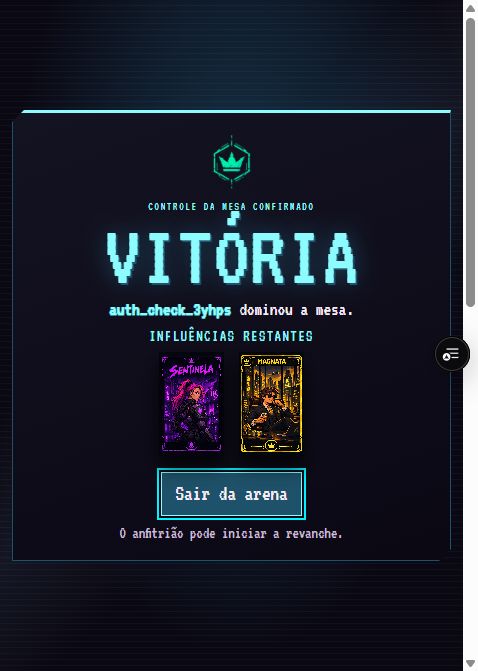 CONTROLE DA MESA CONFIRMADO
VITÓRIA
auth_check_3yhps dominou a mesa.
INFLUÊNCIAS RESTANTES
SENTINELA
MAGNATA
Sair da arena
O anfitrião pode iniciar a revanche.